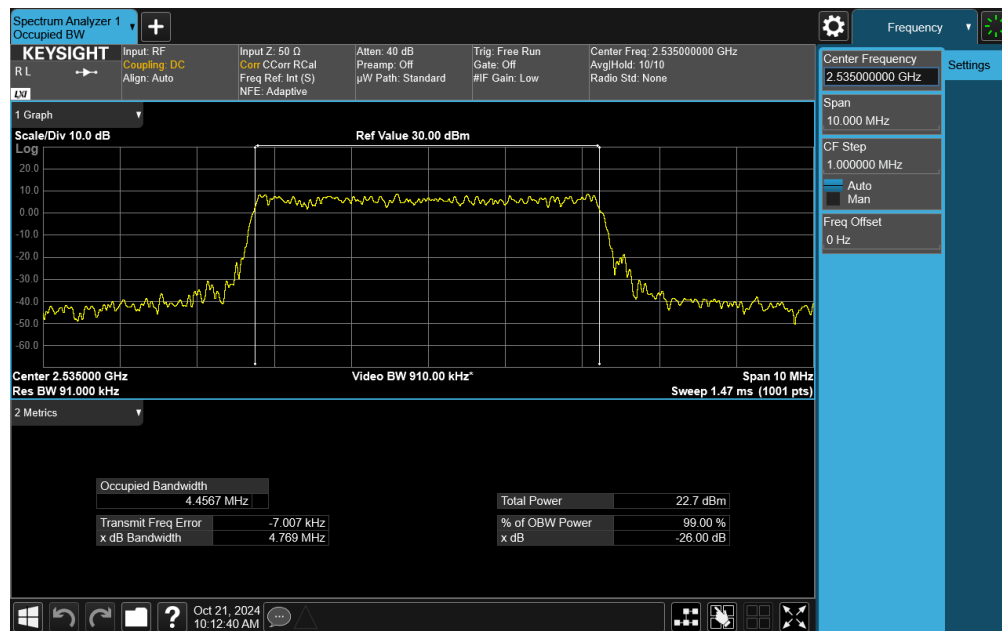 Spectrum Analyzer 1
Occupied BW
Frequency
KEYSIGHT
R L
LXI
Input: RF
Coupling: DC
Align: Auto
Input Z: 50 Ω
Corr CCorr RCal
Freq Ref: Int (S)
NFE: Adaptive
Atten: 40 dB
Preamp: Off
µW Path: Standard
Trig: Free Run
Gate: Off
#IF Gain: Low
Center Freq: 2.535000000 GHz
Avg|Hold: 10/10
Radio Std: None
Center Frequency
2.535000000 GHz
Settings
Span
10.000 MHz
CF Step
1.000000 MHz
Auto
Man
Freq Offset
0 Hz
1 Graph
Scale/Div 10.0 dB
Ref Value 30.00 dBm
Log
20.0
10.0
0.00
-10.0
-20.0
-30.0
-40.0
-50.0
-60.0
Center 2.535000 GHz
Video BW 910.00 kHz*
Span 10 MHz
Res BW 91.000 kHz
Sweep 1.47 ms (1001 pts)
2 Metrics
Occupied Bandwidth
4.4567 MHz
Total Power 22.7 dBm
Transmit Freq Error -7.007 kHz
% of OBW Power 99.00 %
x dB Bandwidth 4.769 MHz
x dB -26.00 dB
Oct 21, 2024
10:12:40 AM